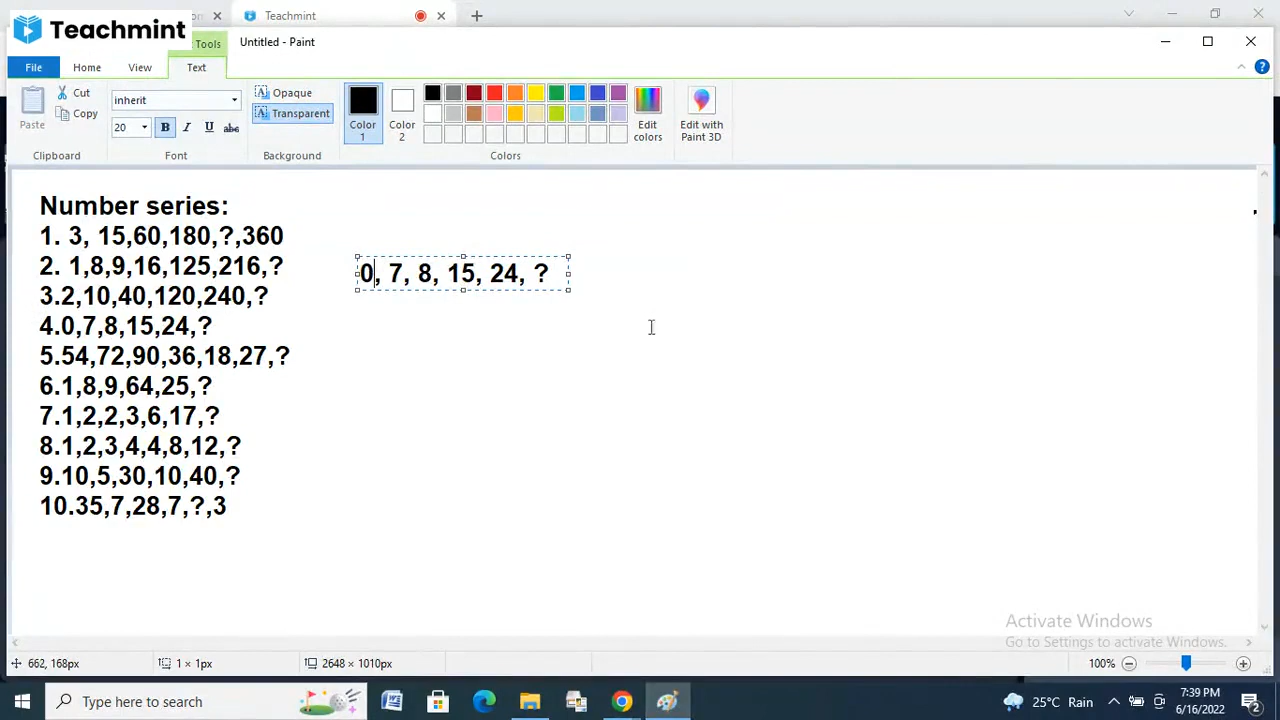 Teachmint
Teachmint
Tools
Untitled - Paint
File
Home
View
Text
Paste
Cut
Copy
Clipboard
inherit
20
B
I
U
abc
Font
Opaque
Transparent
Background
Color
1
Color
2
Edit
colors
Colors
Edit with
Paint 3D
Number series:
1. 3, 15,60,180,?,360
2. 1,8,9,16,125,216,?
3.2,10,40,120,240,?
4.0,7,8,15,24,?
5.54,72,90,36,18,27,?
6.1,8,9,64,25,?
7.1,2,2,3,6,17,?
8.1,2,3,4,4,8,12,?
9.10,5,30,10,40,?
10.35,7,28,7,?,3
0, 7, 8, 15, 24, ?
Activate Windows
Go to Settings to activate Windows.
662, 168px
1 × 1px
2648 × 1010px
100%
Type here to search
25°C Rain
7:39 PM
6/16/2022
2